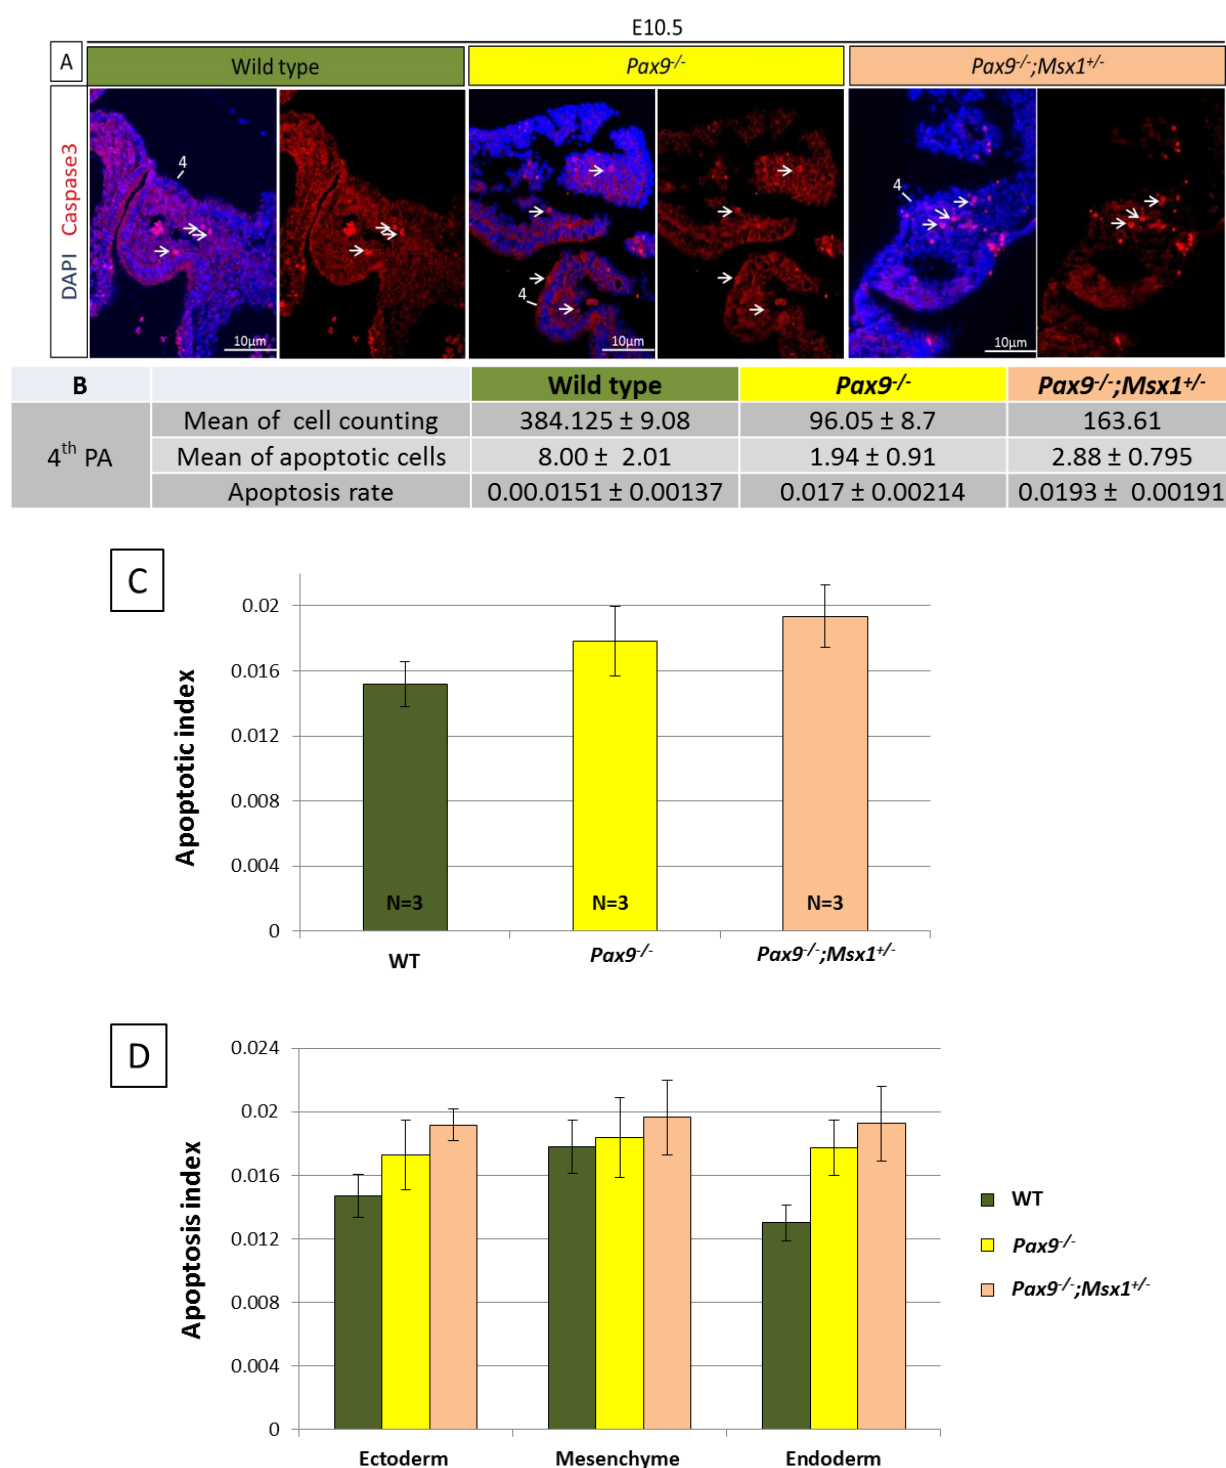 E10.5
A
Wild type
Pax9-/-
Pax9-/-;Msx1+/-
DAPI Caspase3
4
10μm
4
4
10μm
B Wild type Pax9-/- Pax9-/-;Msx1+/-
4th PA
Mean of cell counting 384.125 ± 9.08 96.05 ± 8.7 163.61
Mean of apoptotic cells 8.00 ± 2.01 1.94 ± 0.91 2.88 ± 0.795
Apoptosis rate 0.00.0151 ± 0.00137 0.017 ± 0.00214 0.0193 ± 0.00191
C
Apoptotic index
0.02
0.016
0.012
0.008
0.004
0
N=3 N=3 N=3
WT Pax9-/- Pax9-/-;Msx1+/-
D
Apoptosis index
0.024
0.02
0.016
0.012
0.008
0.004
0
Ectoderm Mesenchyme Endoderm
WT
Pax9-/-
Pax9-/-;Msx1+/-